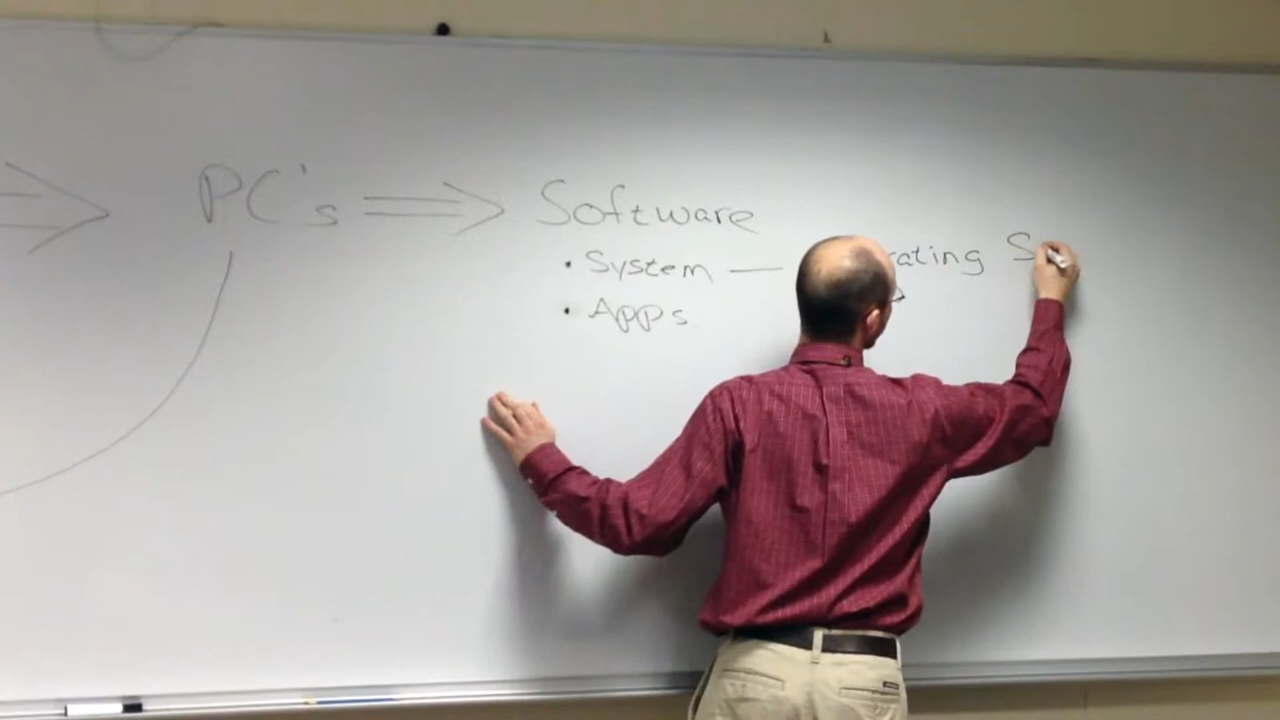 PC's => Software
• System — rating S
• Apps